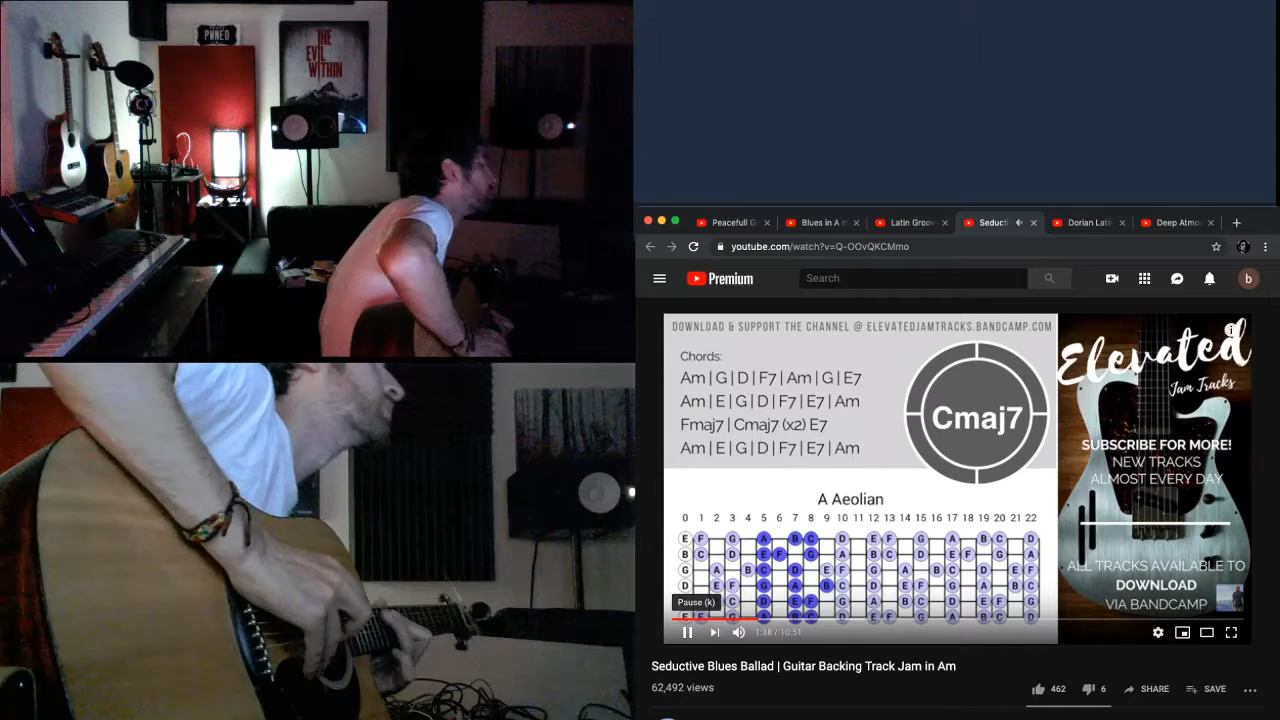 PWNED
THE
EVIL
WITHIN
Peacefull G
Blues in A m
Latin Groov
Seducti
Dorian Lati
Deep Atmo
youtube.com/watch?v=Q-OOvQKCMmo
Premium
Search
b
DOWNLOAD & SUPPORT THE CHANNEL @ ELEVATEDJAMTRACKS.BANDCAMP.COM
Chords:
Am | G | D | F7 | Am | G | E7
Am | E | G | D | F7 | E7 | Am
Fmaj7 | Cmaj7 (x2) E7
Am | E | G | D | F7 | E7 | Am
Cmaj7
Elevated
Jam Tracks
SUBSCRIBE FOR MORE!
NEW TRACKS
ALMOST EVERY DAY
ALL TRACKS AVAILABLE TO
DOWNLOAD
VIA BANDCAMP
A Aeolian
0 1 2 3 4 5 6 7 8 9 10 11 12 13 14 15 16 17 18 19 20 21 22
E F G A B C D E F G A B C D
B C D E F G A B C D E F G A
G A B C D E F G A B C D E F
D E F G A B C D E F G A B C
Pause (k)
C D E F G A B C D E F G
1:38 / 10:51
Seductive Blues Ballad | Guitar Backing Track Jam in Am
62,492 views
462
6
SHARE
SAVE